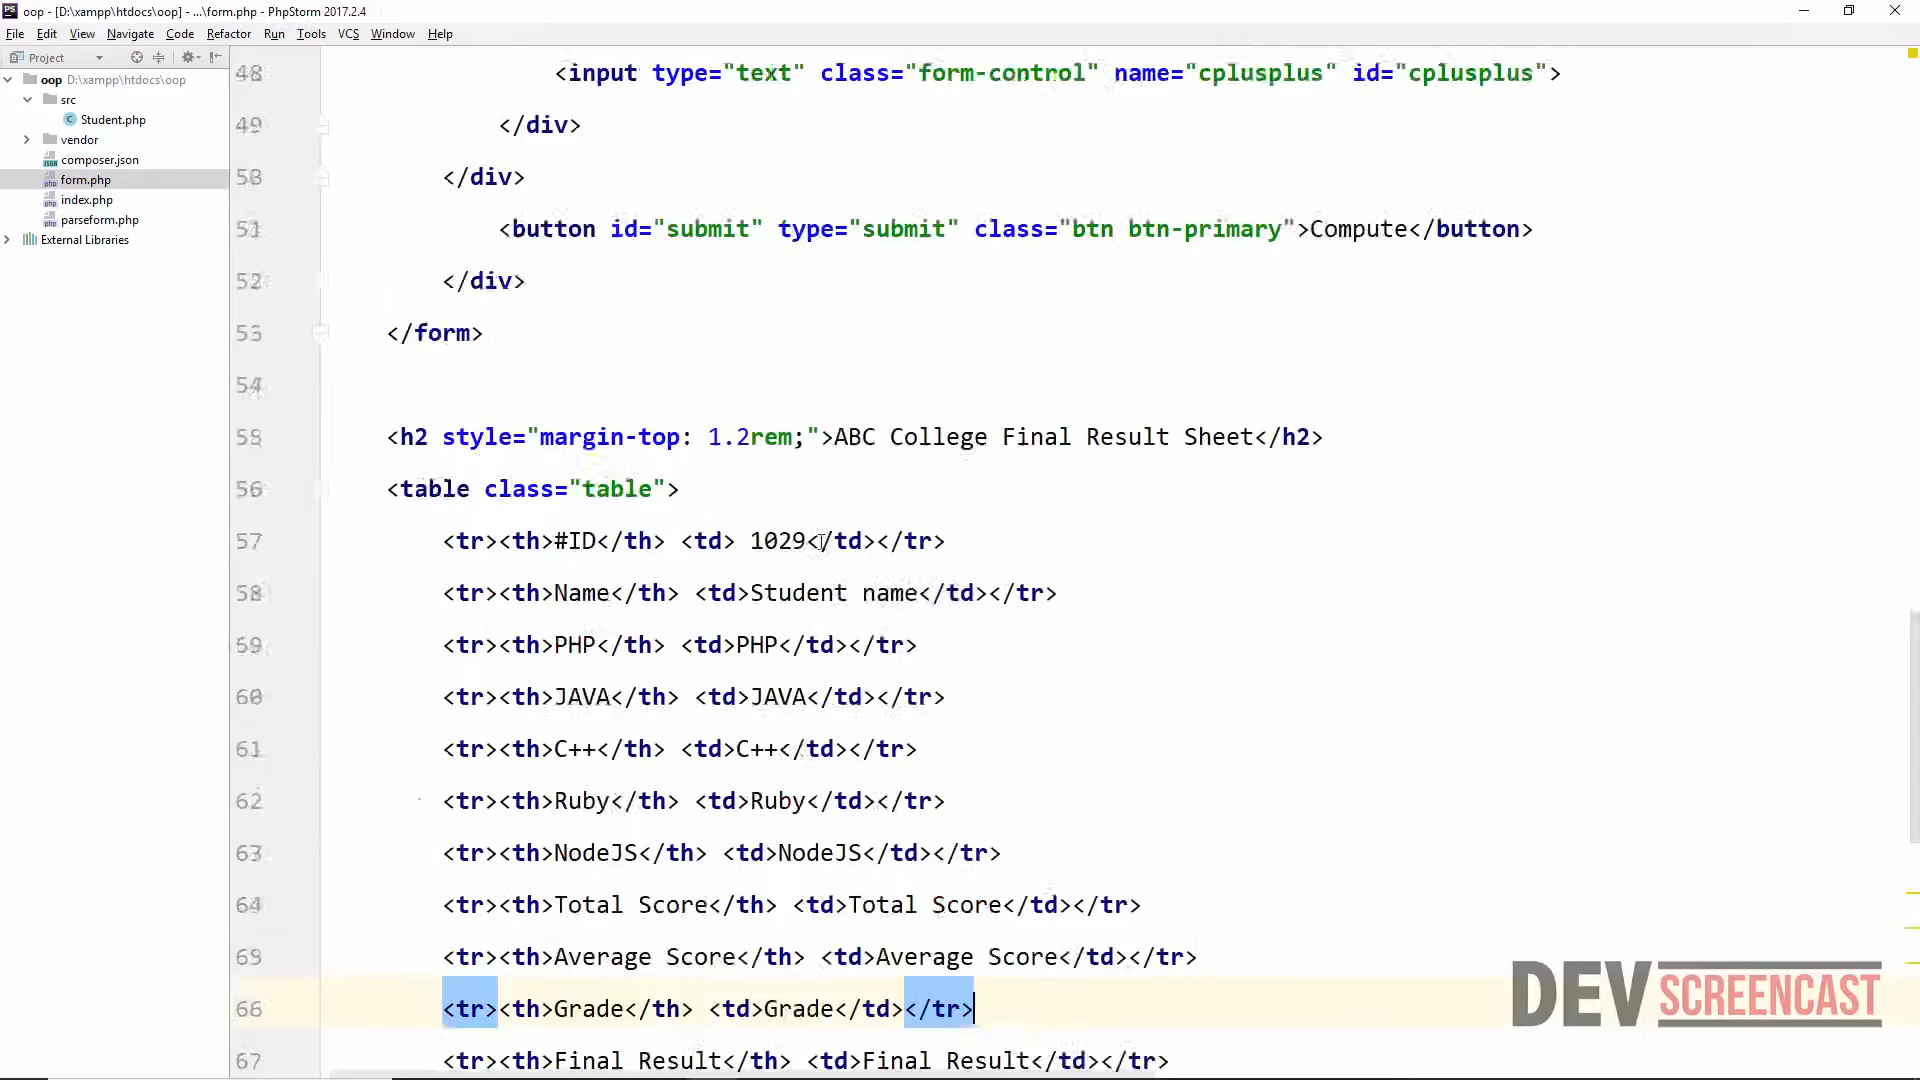 oop - [D:\xampp\htdocs\oop] - ...\form.php - PhpStorm 2017.2.4
File Edit View Navigate Code Refactor Run Tools VCS Window Help
Project
oop D:\xampp\htdocs\oop
src
Student.php
vendor
composer.json
form.php
index.php
parseform.php
External Libraries
48 <input type="text" class="form-control" name="cplusplus" id="cplusplus">
49 </div>
50 </div>
51 <button id="submit" type="submit" class="btn btn-primary">Compute</button>
52 </div>
53 </form>
54
55 <h2 style="margin-top: 1.2rem;">ABC College Final Result Sheet</h2>
56 <table class="table">
57 <tr><th>#ID</th> <td> 1029</td></tr>
58 <tr><th>Name</th> <td>Student name</td></tr>
59 <tr><th>PHP</th> <td>PHP</td></tr>
60 <tr><th>JAVA</th> <td>JAVA</td></tr>
61 <tr><th>C++</th> <td>C++</td></tr>
62 <tr><th>Ruby</th> <td>Ruby</td></tr>
63 <tr><th>NodeJS</th> <td>NodeJS</td></tr>
64 <tr><th>Total Score</th> <td>Total Score</td></tr>
65 <tr><th>Average Score</th> <td>Average Score</td></tr>
66 <tr><th>Grade</th> <td>Grade</td></tr>
67 <tr><th>Final Result</th> <td>Final Result</td></tr>
DEV SCREENCAST